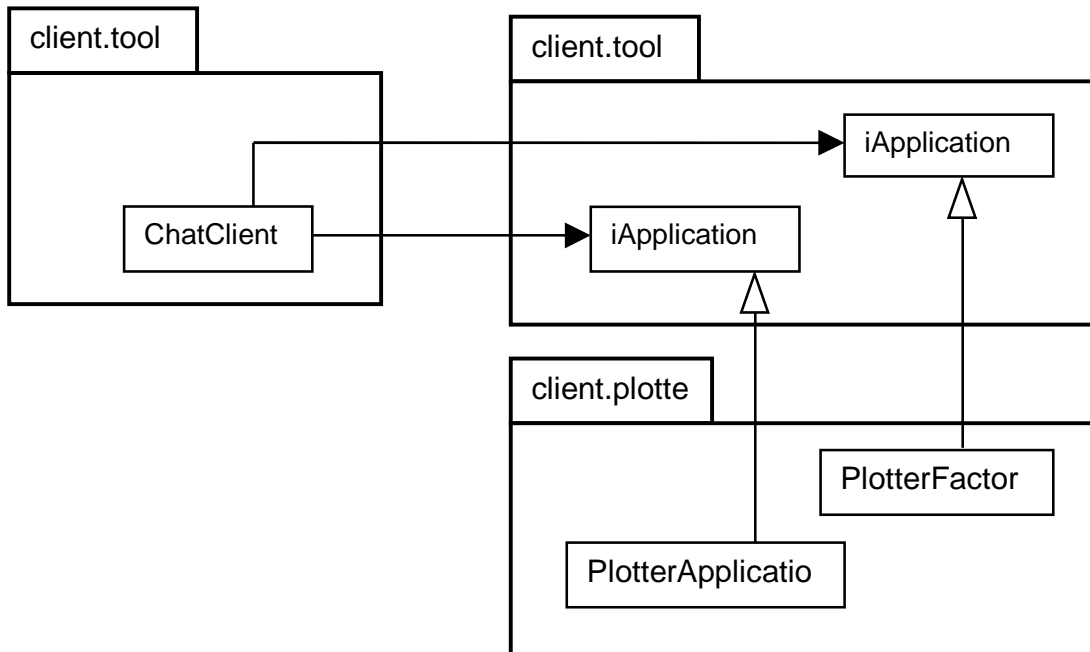 client.tool
client.tool
iApplication
ChatClient
iApplication
client.plotte
PlotterFactor
PlotterApplicatio